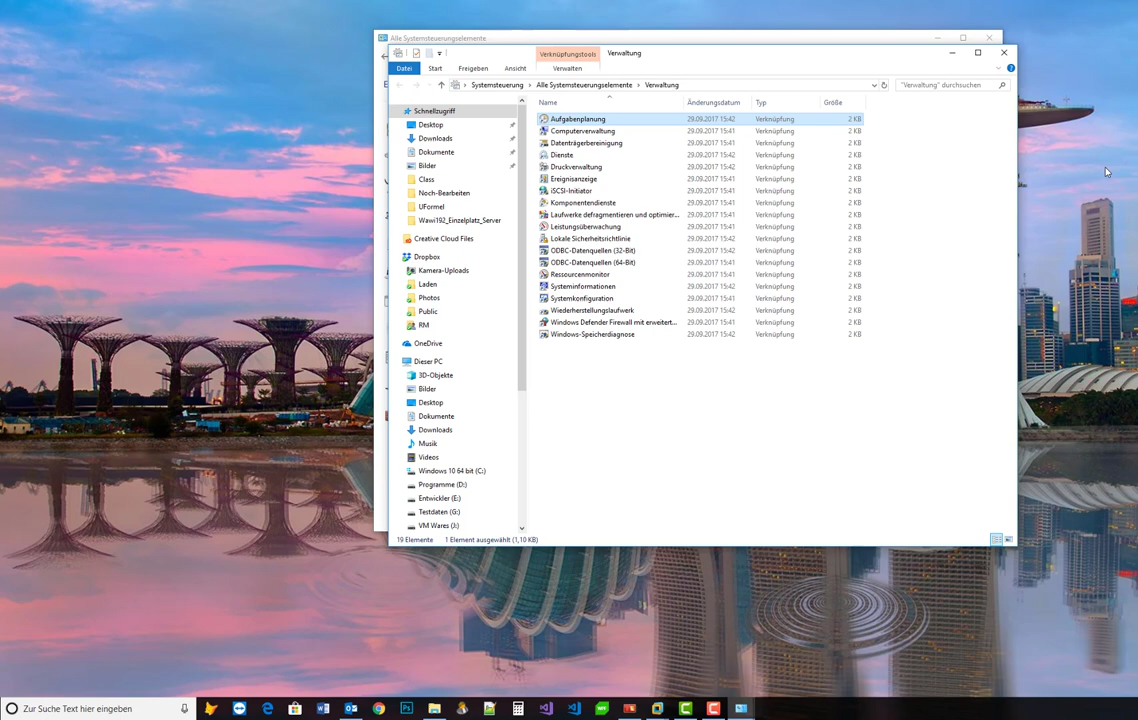 Alle Systemsteuerungselemente
Verknüpfungstools
Verwaltung
Datei
Start
Freigeben
Ansicht
Verwalten
Systemsteuerung
Alle Systemsteuerungselemente
Verwaltung
"Verwaltung" durchsuchen
Name
Änderungsdatum
Typ
Größe
Schnellzugriff
Desktop
Downloads
Dokumente
Bilder
Class
Noch-Bearbeiten
UFormel
Wawi192_Einzelplatz_Server
Creative Cloud Files
Dropbox
Kamera-Uploads
Laden
Photos
Public
RM
OneDrive
Dieser PC
3D-Objekte
Bilder
Desktop
Dokumente
Downloads
Musik
Videos
Windows 10 64 bit (C:)
Programme (D:)
Entwickler (E:)
Testdaten (G:)
VM Wares (J:)
Aufgabenplanung 29.09.2017 15:42 Verknüpfung 2 KB
Computerverwaltung 29.09.2017 15:41 Verknüpfung 2 KB
Datenträgerbereinigung 29.09.2017 15:42 Verknüpfung 2 KB
Dienste 29.09.2017 15:42 Verknüpfung 2 KB
Druckverwaltung 29.09.2017 15:42 Verknüpfung 2 KB
Ereignisanzeige 29.09.2017 15:41 Verknüpfung 2 KB
iSCSI-Initiator 29.09.2017 15:41 Verknüpfung 2 KB
Komponentendienste 29.09.2017 15:41 Verknüpfung 2 KB
Laufwerke defragmentieren und optimier... 29.09.2017 15:41 Verknüpfung 2 KB
Leistungsüberwachung 29.09.2017 15:41 Verknüpfung 2 KB
Lokale Sicherheitsrichtlinie 29.09.2017 15:42 Verknüpfung 2 KB
ODBC-Datenquellen (32-Bit) 29.09.2017 15:42 Verknüpfung 2 KB
ODBC-Datenquellen (64-Bit) 29.09.2017 15:41 Verknüpfung 2 KB
Ressourcenmonitor 29.09.2017 15:41 Verknüpfung 2 KB
Systeminformationen 29.09.2017 15:42 Verknüpfung 2 KB
Systemkonfiguration 29.09.2017 15:41 Verknüpfung 2 KB
Wiederherstellungslaufwerk 29.09.2017 15:42 Verknüpfung 2 KB
Windows Defender Firewall mit erweitert... 29.09.2017 15:41 Verknüpfung 2 KB
Windows-Speicherdiagnose 29.09.2017 15:42 Verknüpfung 2 KB
19 Elemente
1 Element ausgewählt (1,10 KB)
Zur Suche Text hier eingeben